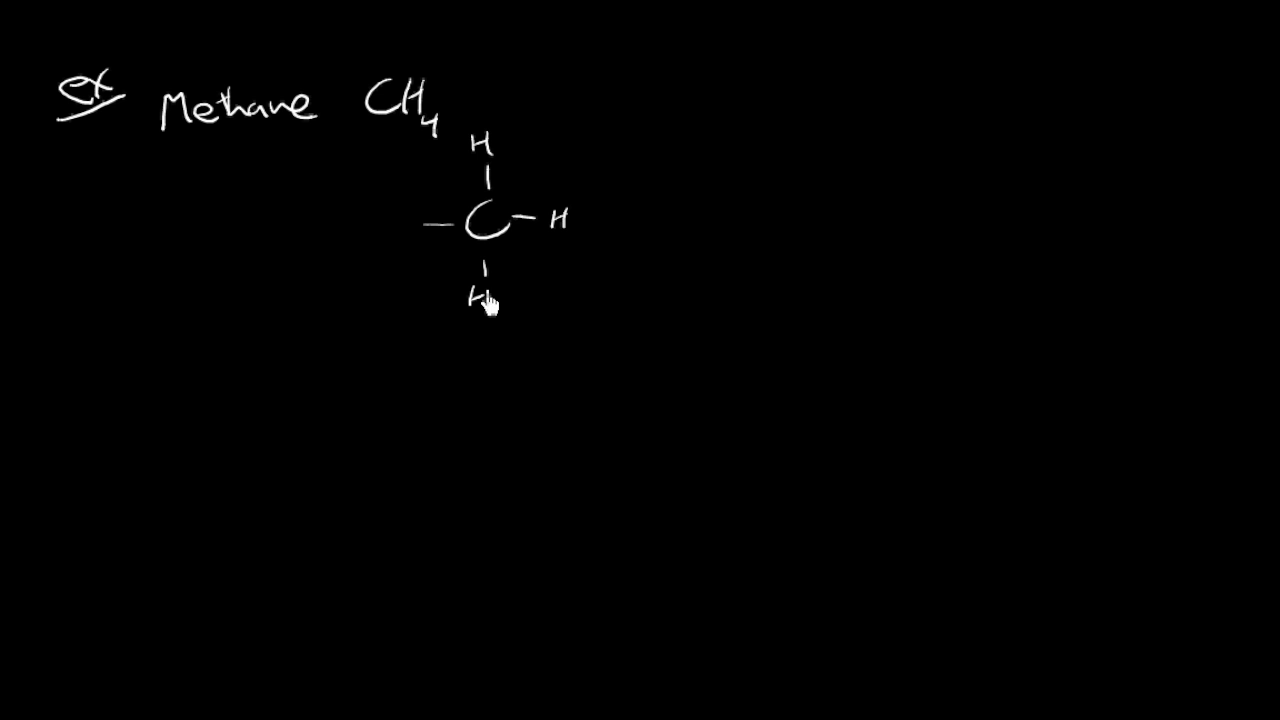 ex Methane CH₄
H
— C — H
H